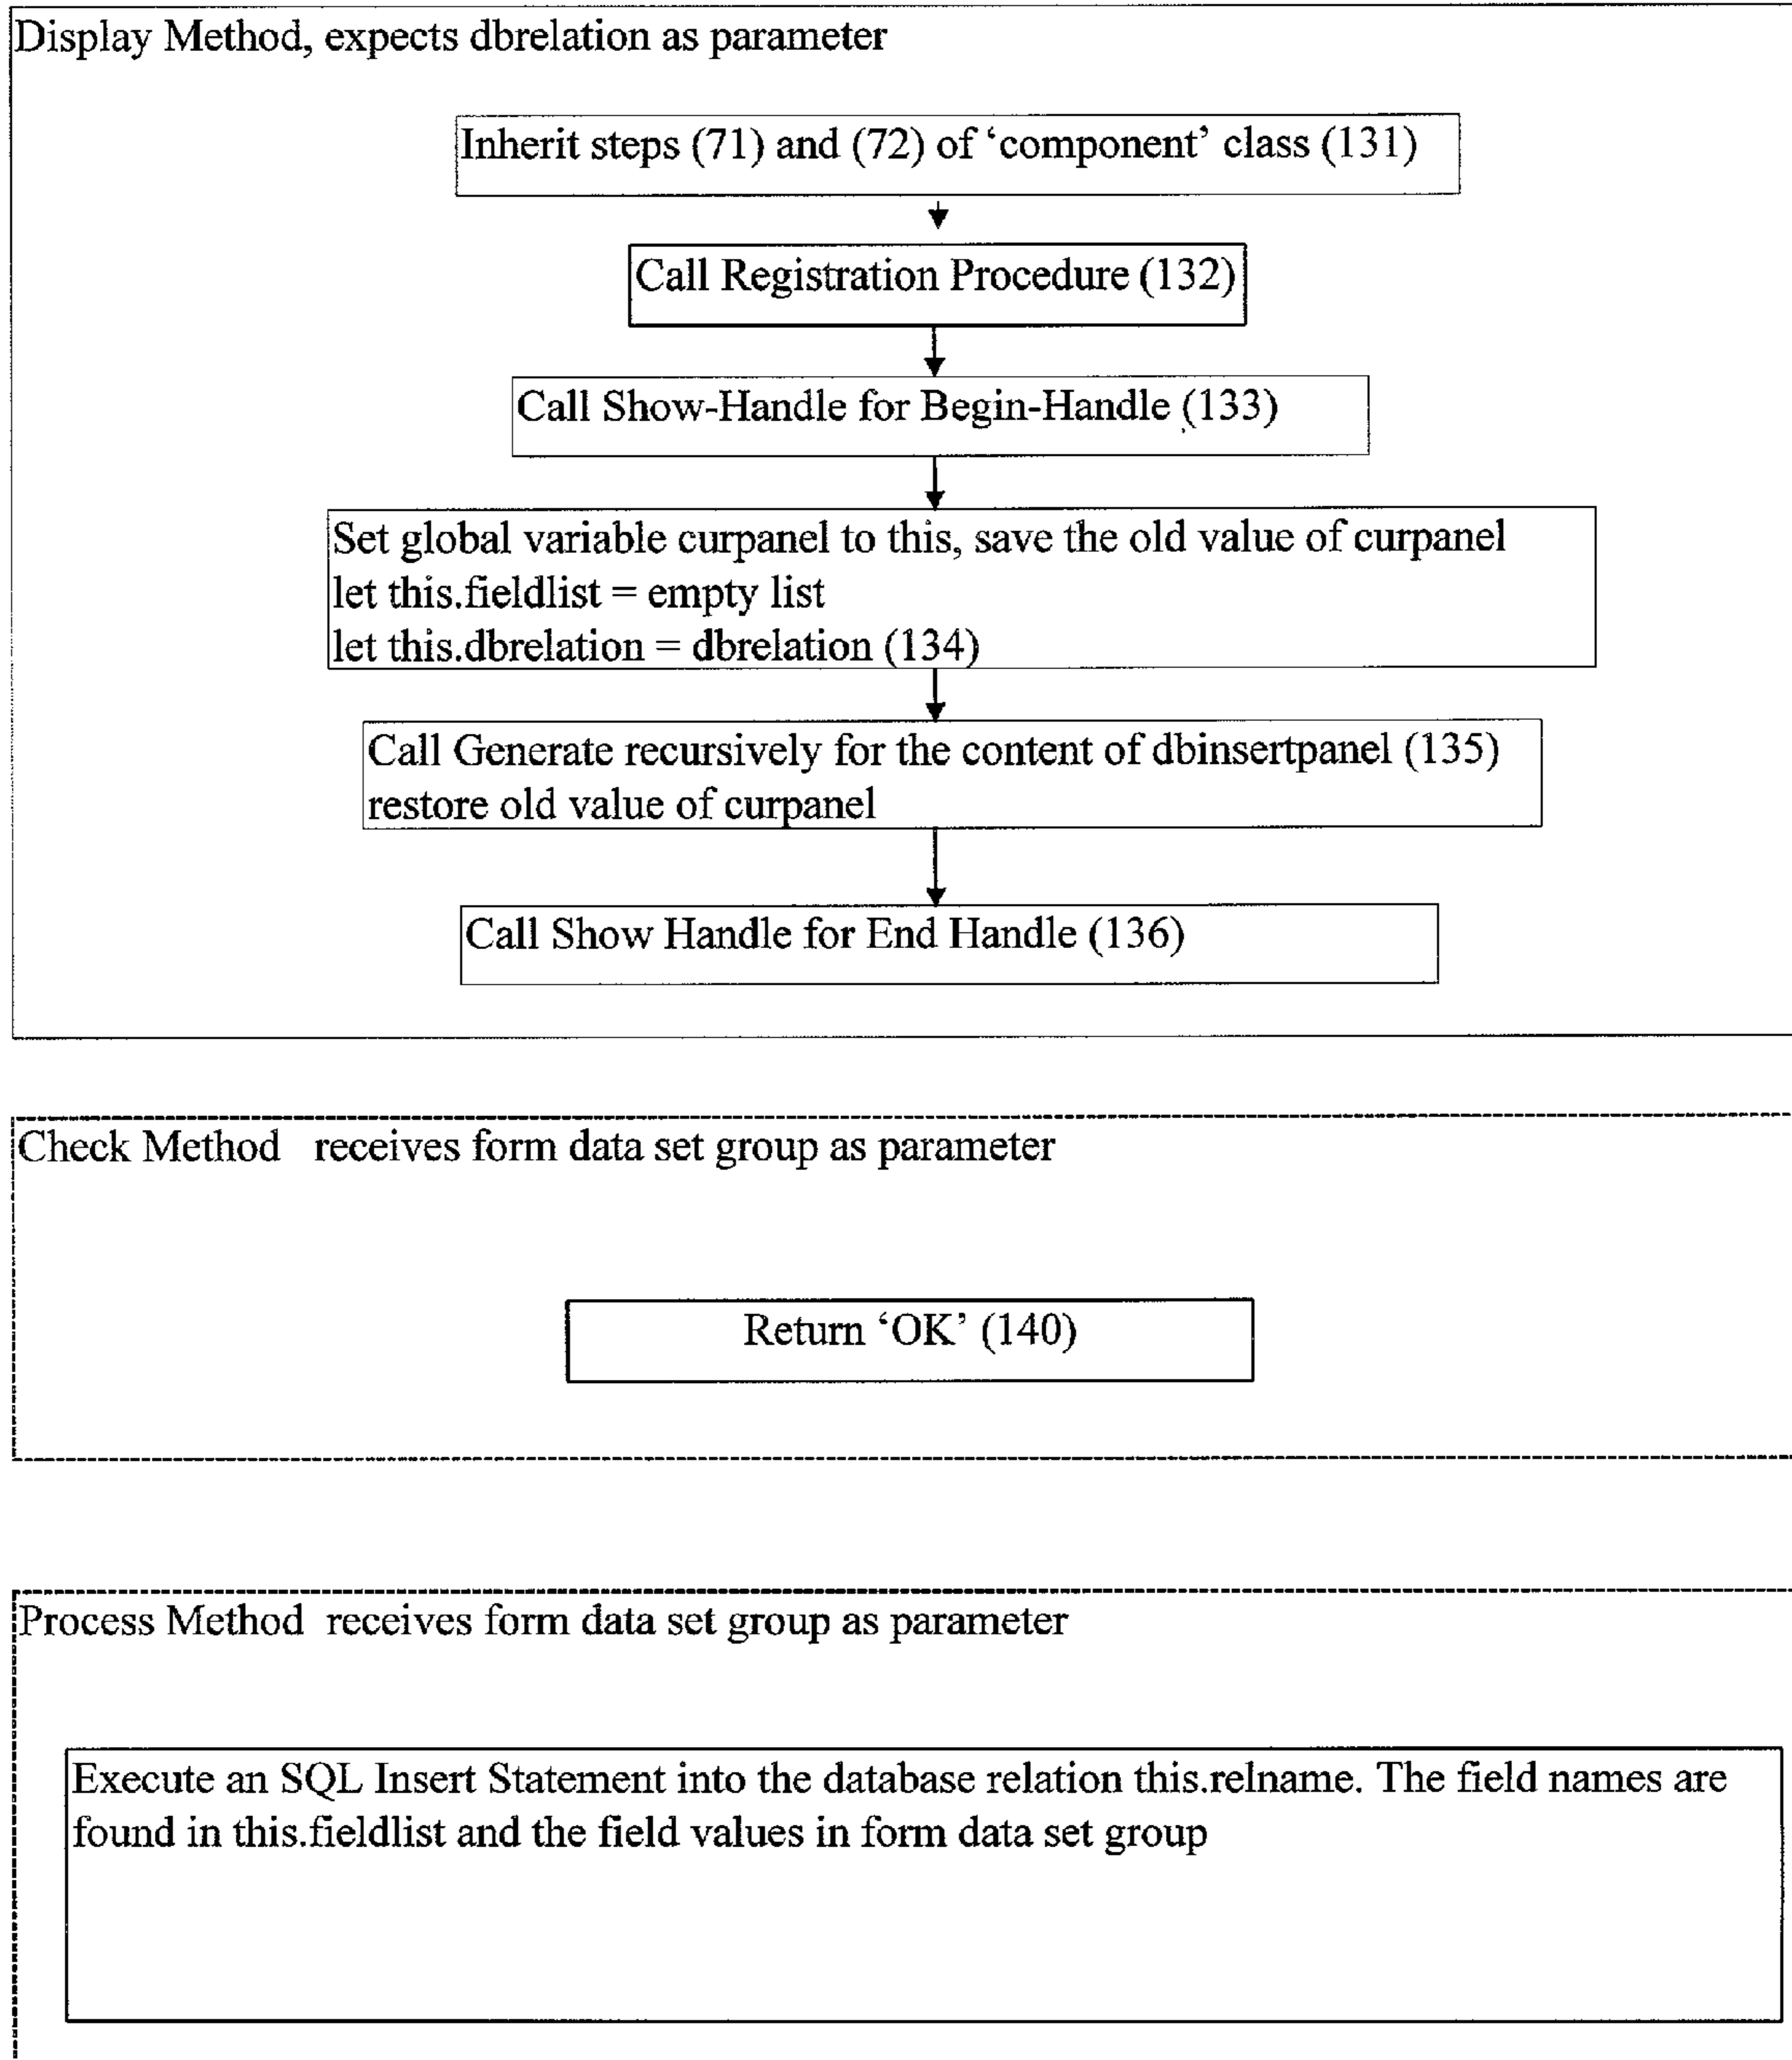 Display Method, expects dbrelation as parameter
Inherit steps (71) and (72) of ‘component’ class (131)
Call Registration Procedure (132)
Call Show-Handle for Begin-Handle (133)
Set global variable curpanel to this, save the old value of curpanel
let this.fieldlist = empty list
let this.dbrelation = dbrelation (134)
Call Generate recursively for the content of dbinsertpanel (135)
restore old value of curpanel
Call Show Handle for End Handle (136)
Check Method receives form data set group as parameter
Return ‘OK’ (140)
Process Method receives form data set group as parameter
Execute an SQL Insert Statement into the database relation this.relname. The field names are
found in this.fieldlist and the field values in form data set group